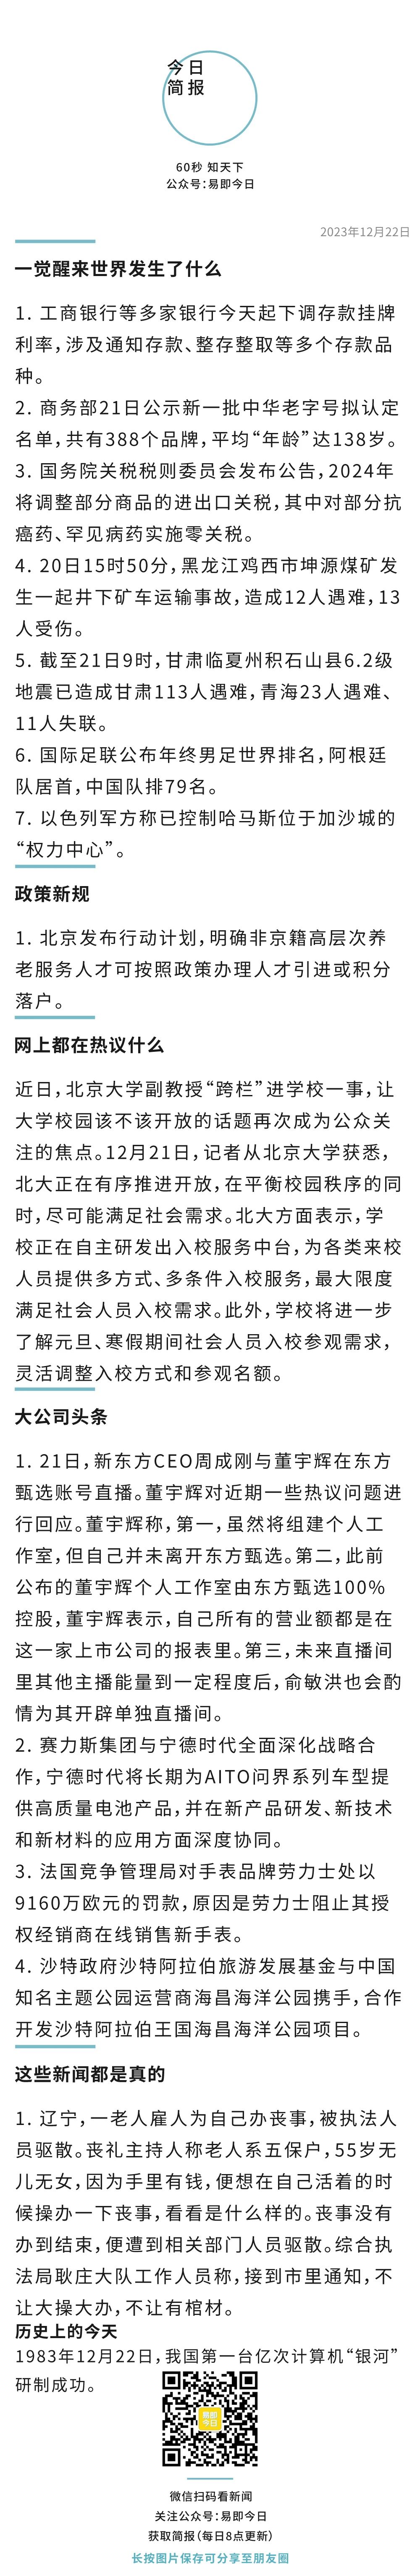 今日
简报
60秒 知天下
公众号:易即今日
2023年12月22日
一觉醒来世界发生了什么
1. 工商银行等多家银行今天起下调存款挂牌
利率,涉及通知存款、整存整取等多个存款品
种。
2. 商务部21日公示新一批中华老字号拟认定
名单,共有388个品牌,平均“年龄”达138岁。
3. 国务院关税税则委员会发布公告,2024年
将调整部分商品的进出口关税,其中对部分抗
癌药、罕见病药实施零关税。
4. 20日15时50分,黑龙江鸡西市坤源煤矿发
生一起井下矿车运输事故,造成12人遇难,13
人受伤。
5. 截至21日9时,甘肃临夏州积石山县6.2级
地震已造成甘肃113人遇难,青海23人遇难、
11人失联。
6. 国际足联公布年终男足世界排名,阿根廷
队居首,中国队排79名。
7. 以色列军方称已控制哈马斯位于加沙城的
“权力中心”。
政策新规
1. 北京发布行动计划,明确非京籍高层次养
老服务人才可按照政策办理人才引进或积分
落户。
网上都在热议什么
近日,北京大学副教授“跨栏”进学校一事,让
大学校园该不该开放的话题再次成为公众关
注的焦点。12月21日,记者从北京大学获悉,
北大正在有序推进开放,在平衡校园秩序的同
时,尽可能满足社会需求。北大方面表示,学
校正在自主研发出入校服务中台,为各类来校
人员提供多方式、多条件入校服务,最大限度
满足社会人员入校需求。此外,学校将进一步
了解元旦、寒假期间社会人员入校参观需求,
灵活调整入校方式和参观名额。
大公司头条
1. 21日,新东方CEO周成刚与董宇辉在东方
甄选账号直播。董宇辉对近期一些热议问题进
行回应。董宇辉称,第一,虽然将组建个人工
作室,但自己并未离开东方甄选。第二,此前
公布的董宇辉个人工作室由东方甄选100%
控股,董宇辉表示,自己所有的营业额都是在
这一家上市公司的报表里。第三,未来直播间
里其他主播能量到一定程度后,俞敏洪也会酌
情为其开辟单独直播间。
2. 赛力斯集团与宁德时代全面深化战略合
作,宁德时代将长期为AITO问界系列车型提
供高质量电池产品,并在新产品研发、新技术
和新材料的应用方面深度协同。
3. 法国竞争管理局对手表品牌劳力士处以
9160万欧元的罚款,原因是劳力士阻止其授
权经销商在线销售新手表。
4. 沙特政府沙特阿拉伯旅游发展基金与中国
知名主题公园运营商海昌海洋公园携手,合作
开发沙特阿拉伯王国海昌海洋公园项目。
这些新闻都是真的
1. 辽宁,一老人雇人为自己办丧事,被执法人
员驱散。丧礼主持人称老人系五保户,55岁无
儿无女,因为手里有钱,便想在自己活着的时
候操办一下丧事,看看是什么样的。丧事没有
办到结束,便遭到相关部门人员驱散。综合执
法局耿庄大队工作人员称,接到市里通知,不
让大操大办,不让有棺材。
历史上的今天
1983年12月22日,我国第一台亿次计算机“银河”
研制成功。
易即
今日
微信扫码看新闻
关注公众号:易即今日
获取简报(每日8点更新)
长按图片保存可分享至朋友圈